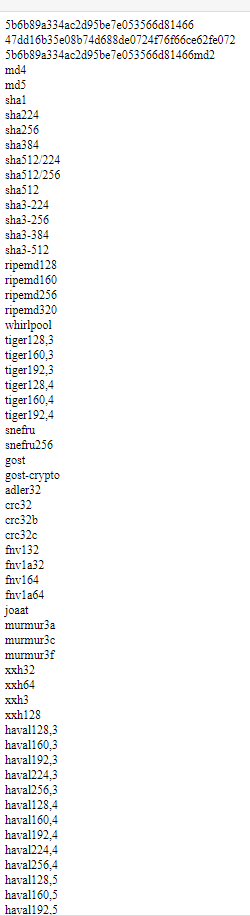 5b6b89a334ac2d95be7e053566d81466
47dd16b35e08b74d688de0724f76f66ce62fe072
5b6b89a334ac2d95be7e053566d81466md2
md4
md5
sha1
sha224
sha256
sha384
sha512/224
sha512/256
sha512
sha3-224
sha3-256
sha3-384
sha3-512
ripemd128
ripemd160
ripemd256
ripemd320
whirlpool
tiger128,3
tiger160,3
tiger192,3
tiger128,4
tiger160,4
tiger192,4
snefru
snefru256
gost
gost-crypto
adler32
crc32
crc32b
crc32c
fnv132
fnv1a32
fnv164
fnv1a64
joaat
murmur3a
murmur3c
murmur3f
xxh32
xxh64
xxh3
xxh128
haval128,3
haval160,3
haval192,3
haval224,3
haval256,3
haval128,4
haval160,4
haval192,4
haval224,4
haval256,4
haval128,5
haval160,5
haval192,5